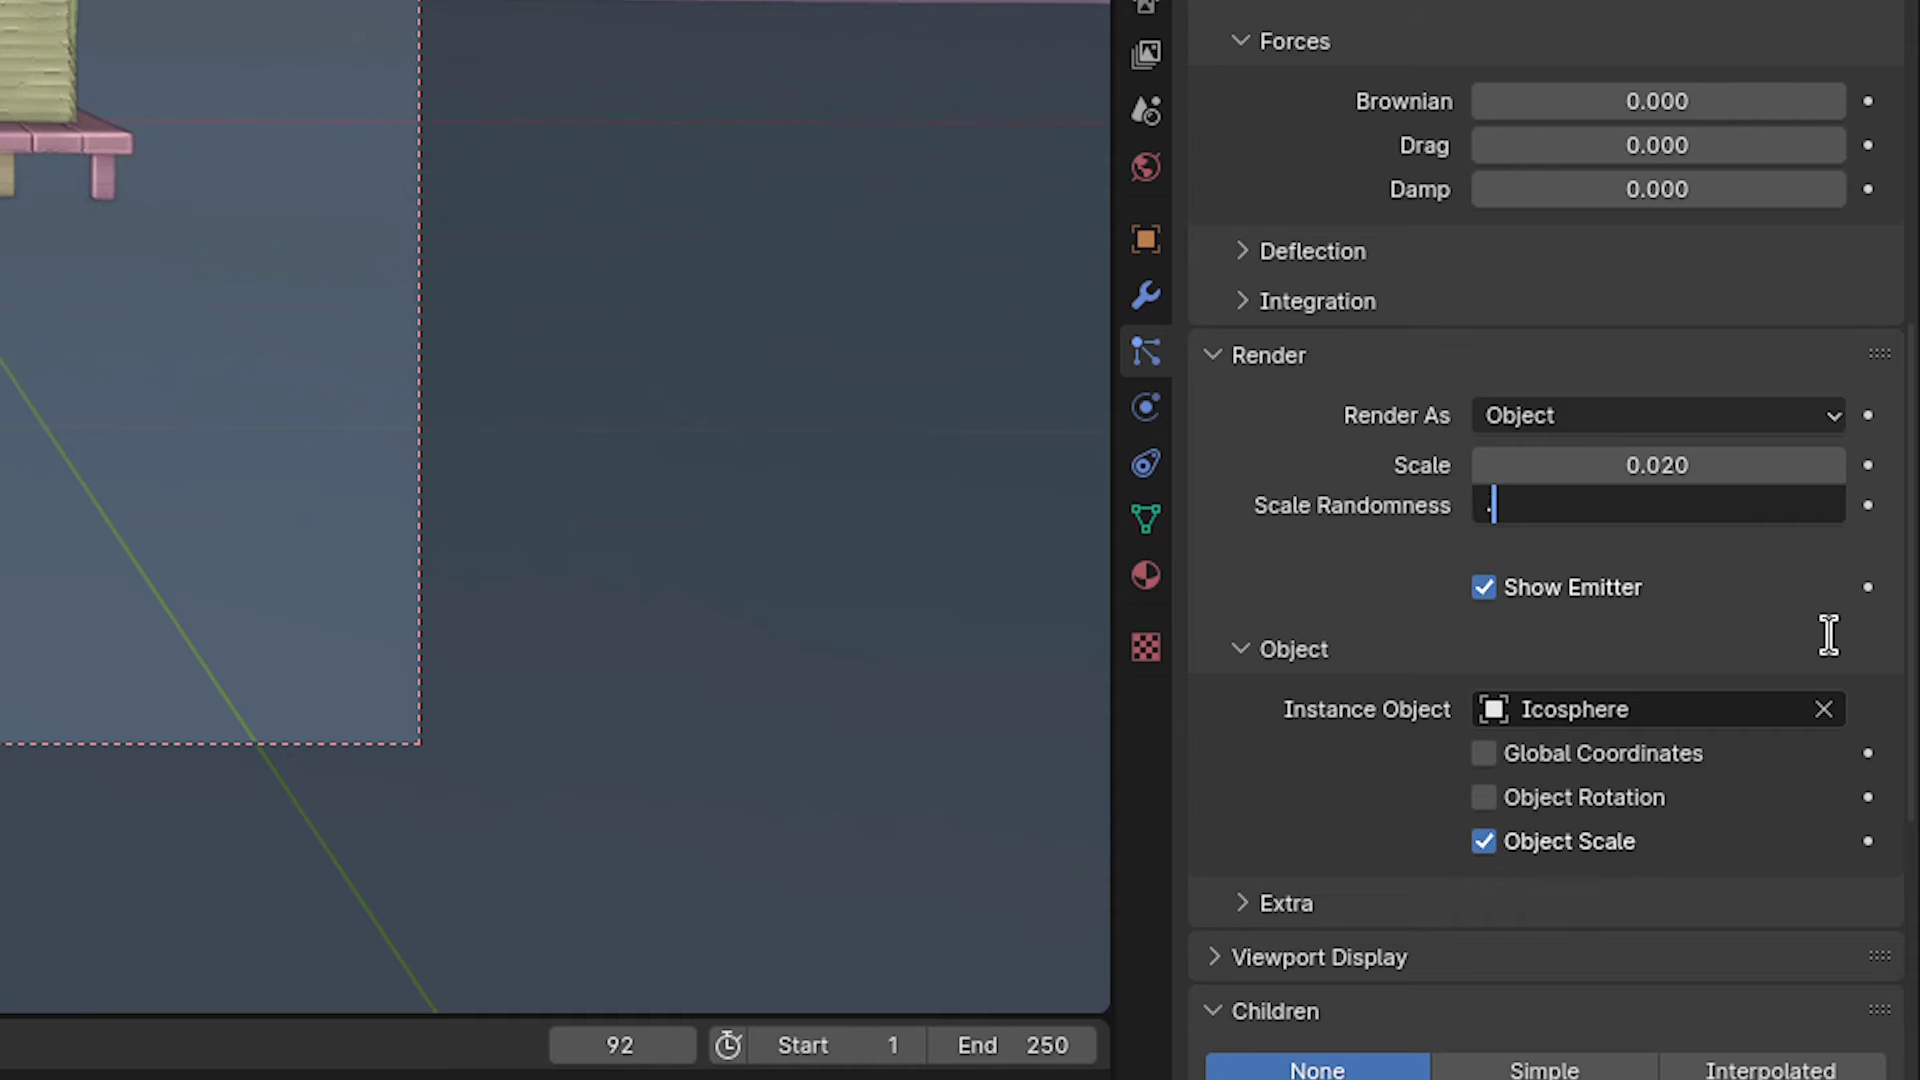 Forces
Brownian 0.000
Drag 0.000
Damp 0.000
Deflection
Integration
Render
Render As Object
Scale 0.020
Scale Randomness .
Show Emitter
Object
Instance Object Icosphere
Global Coordinates
Object Rotation
Object Scale
Extra
Viewport Display
Children
92 Start 1 End 250
None Simple Interpolated